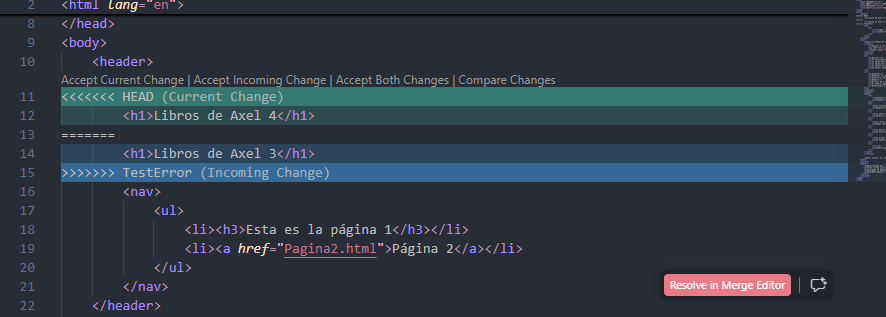 2 <html lang="en">
8 </head>
9 <body>
10 <header>
Accept Current Change | Accept Incoming Change | Accept Both Changes | Compare Changes
11 <<<<<<< HEAD (Current Change)
12 <h1>Libros de Axel 4</h1>
13 =======
14 <h1>Libros de Axel 3</h1>
15 >>>>>>> TestError (Incoming Change)
16 <nav>
17 <ul>
18 <li><h3>Esta es la página 1</h3></li>
19 <li><a href="Pagina2.html">Página 2</a></li>
20 </ul>
21 </nav>
Resolve in Merge Editor
22 </header>